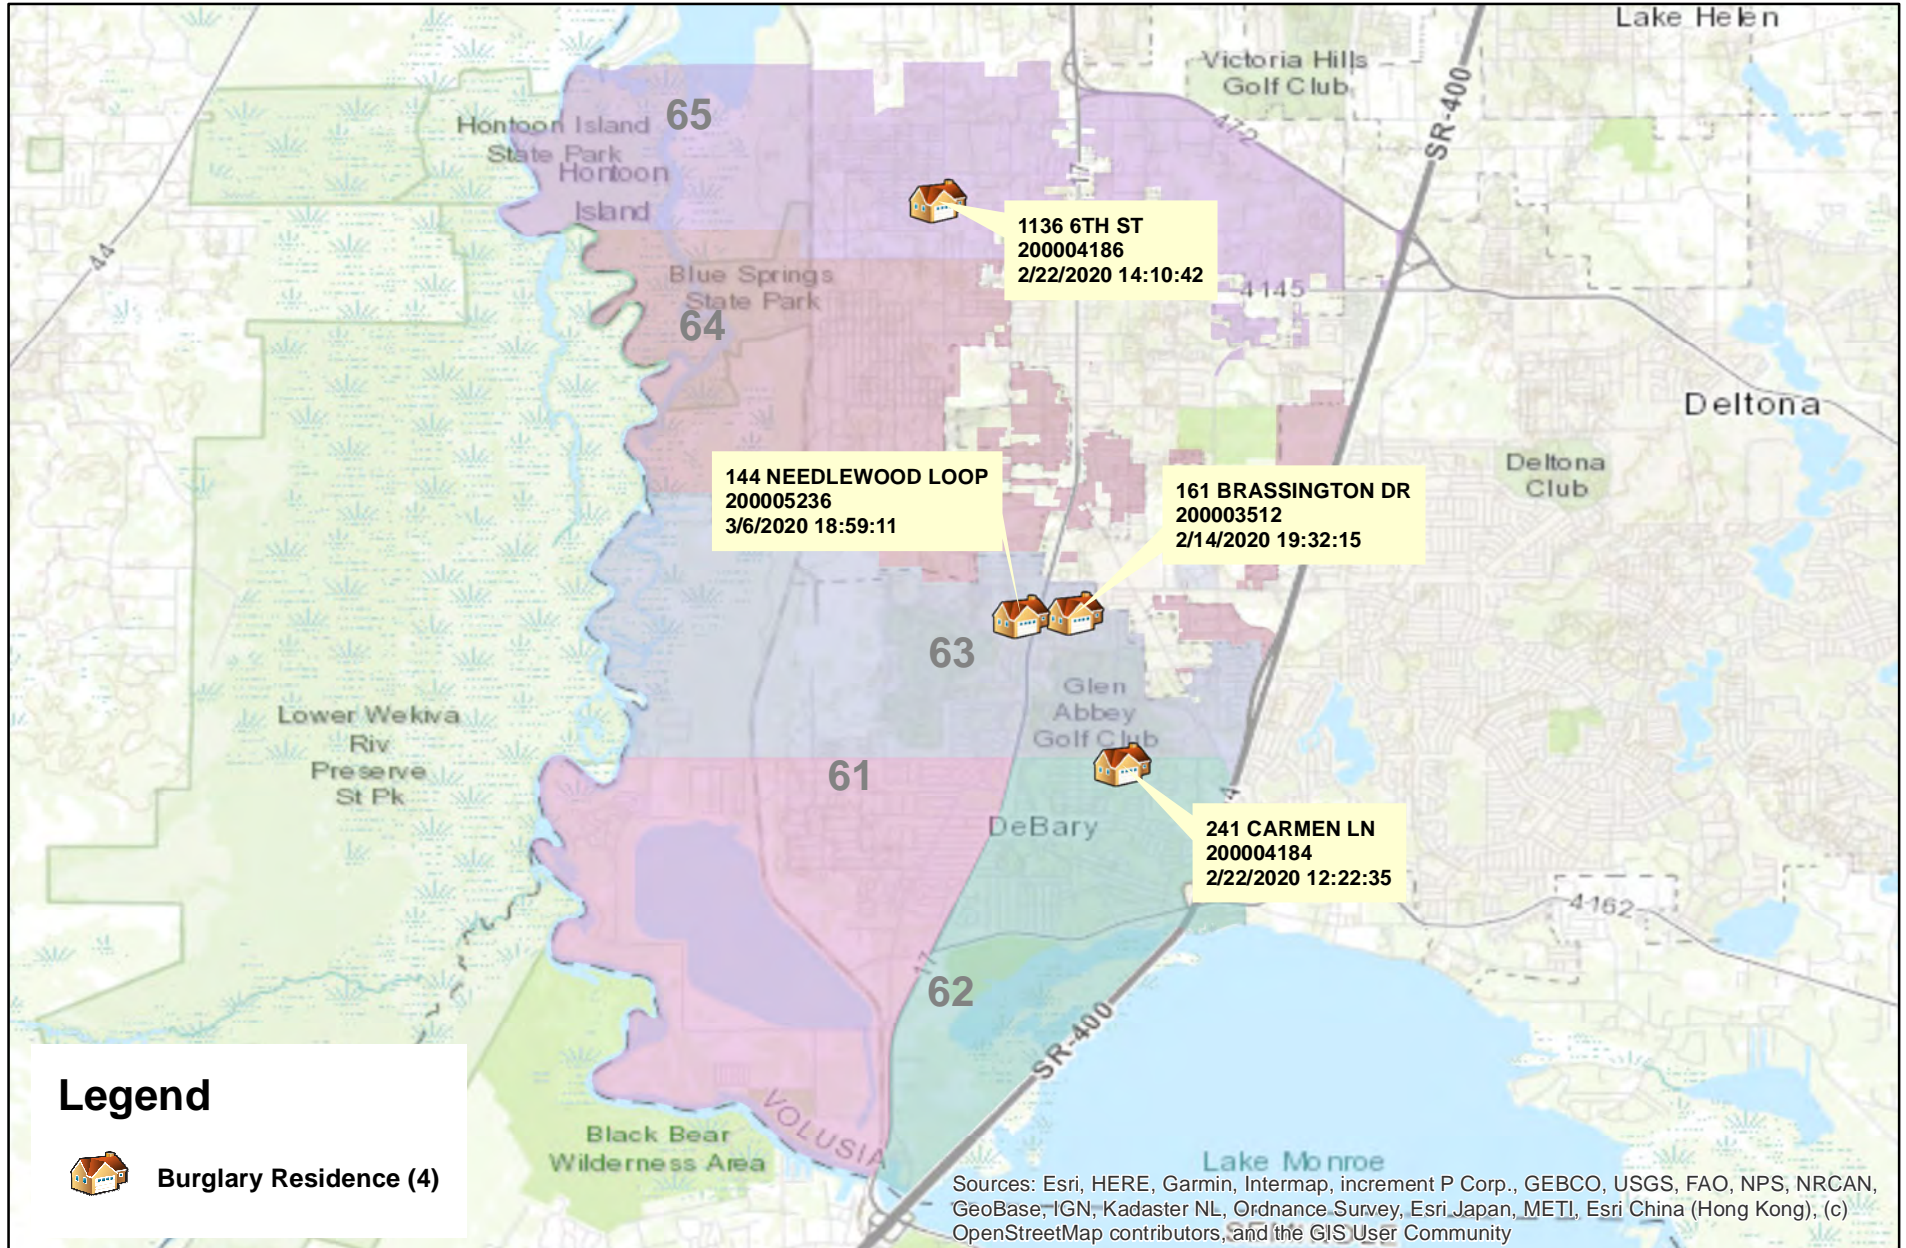 Lake Helen
Victoria Hills
Golf Club
SR-400
472
65
Hontoon Island
State Park
Hontoon
Island
17
44
1136 6TH ST
200004186
2/22/2020 14:10:42
Blue Springs
State Park
64
4145
Deltona
Deltona
Club
144 NEEDLEWOOD LOOP
200005236
3/6/2020 18:59:11
161 BRASSINGTON DR
200003512
2/14/2020 19:32:15
63
Glen
Abbey
Golf Club
Lower Wekiva
Riv
Preserve
St Pk
61
4
DeBary
241 CARMEN LN
200004184
2/22/2020 12:22:35
4162
17
62
SR-400
Legend
Burglary Residence (4)
VOLUSIA
Black Bear
Wilderness Area
Lake Monroe
Sources: Esri, HERE, Garmin, Intermap, increment P Corp., GEBCO, USGS, FAO, NPS, NRCAN,
GeoBase, IGN, Kadaster NL, Ordnance Survey, Esri Japan, METI, Esri China (Hong Kong), (c)
OpenStreetMap contributors, and the GIS User Community